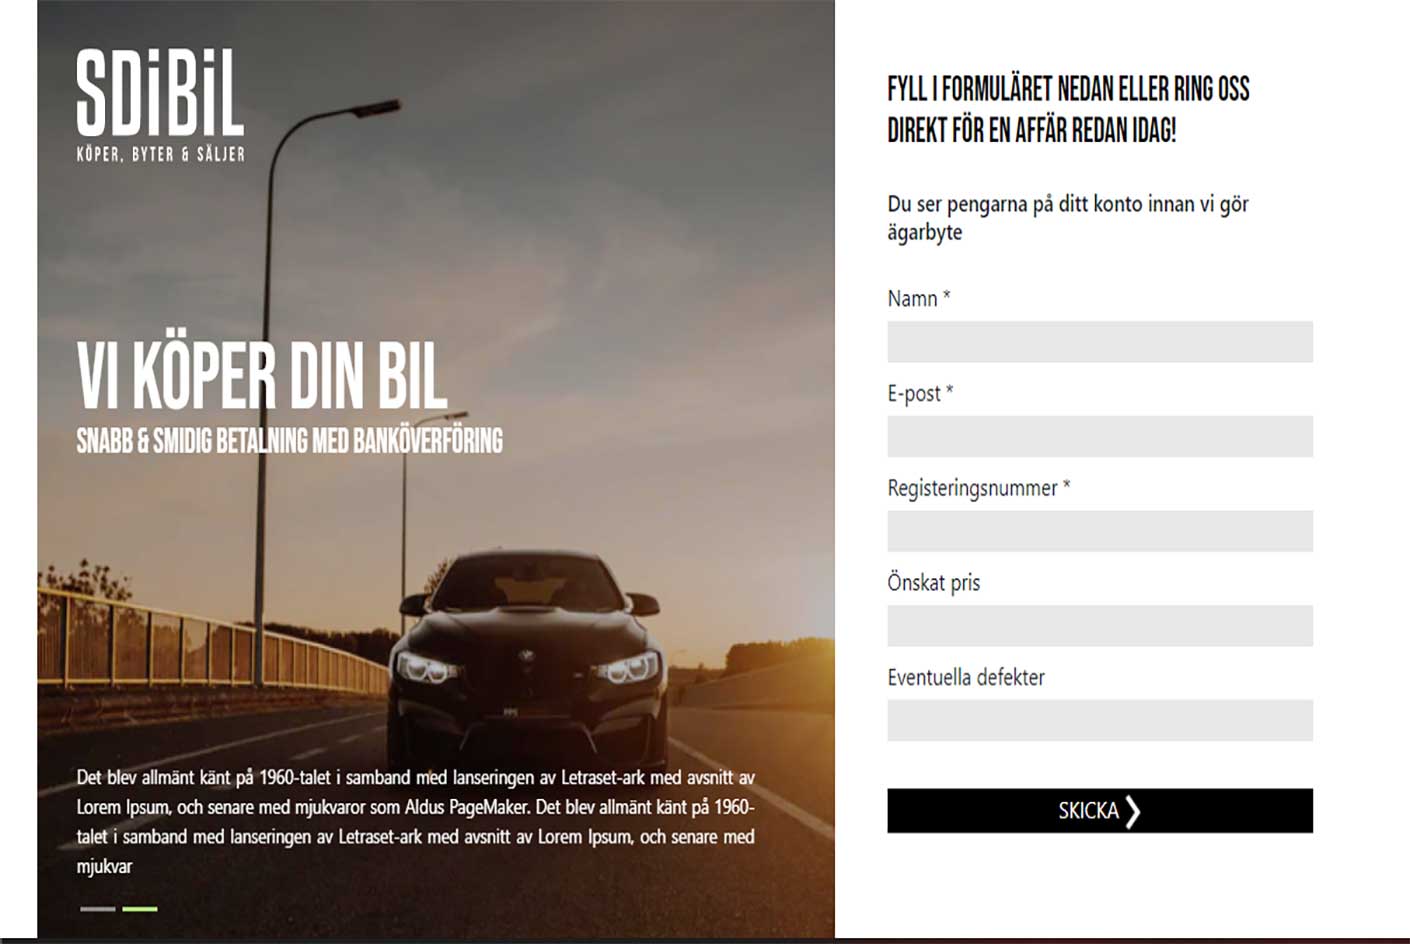 SDiBiL
KÖPER, BYTER & SÄLJER
VI KÖPER DIN BIL
SNABB & SMIDIG BETALNING MED BANKÖVERFÖRING
Det blev allmänt känt på 1960-talet i samband med lanseringen av Letraset-ark med avsnitt av
Lorem Ipsum, och senare med mjukvaror som Aldus PageMaker. Det blev allmänt känt på 1960-
talet i samband med lanseringen av Letraset-ark med avsnitt av Lorem Ipsum, och senare med
mjukvar
FYLL I FORMULÄRET NEDAN ELLER RING OSS
DIREKT FÖR EN AFFÄR REDAN IDAG!
Du ser pengarna på ditt konto innan vi gör
ägarbyte
Namn *
E-post *
Registeringsnummer *
Önskat pris
Eventuella defekter
SKICKA